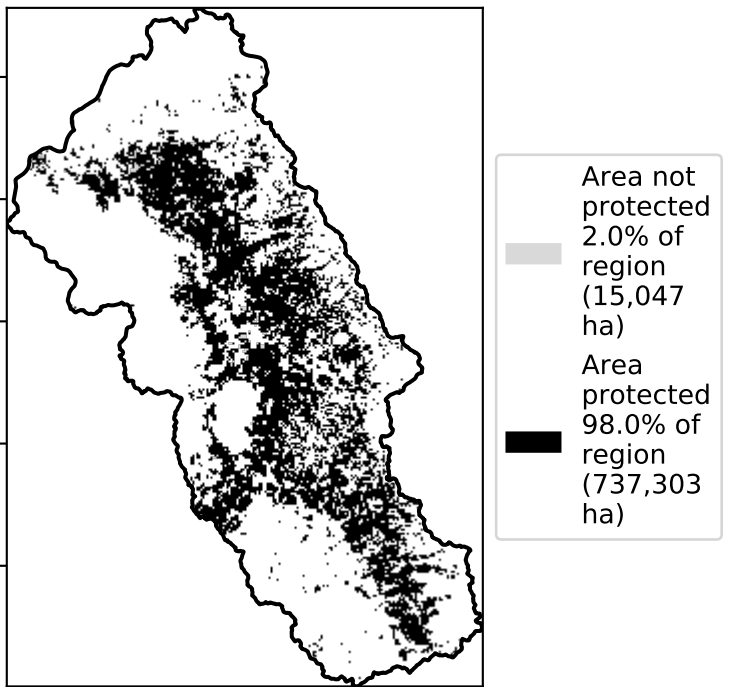 Area not
protected
2.0% of
region
(15,047
ha)
Area
protected
98.0% of
region
(737,303
ha)